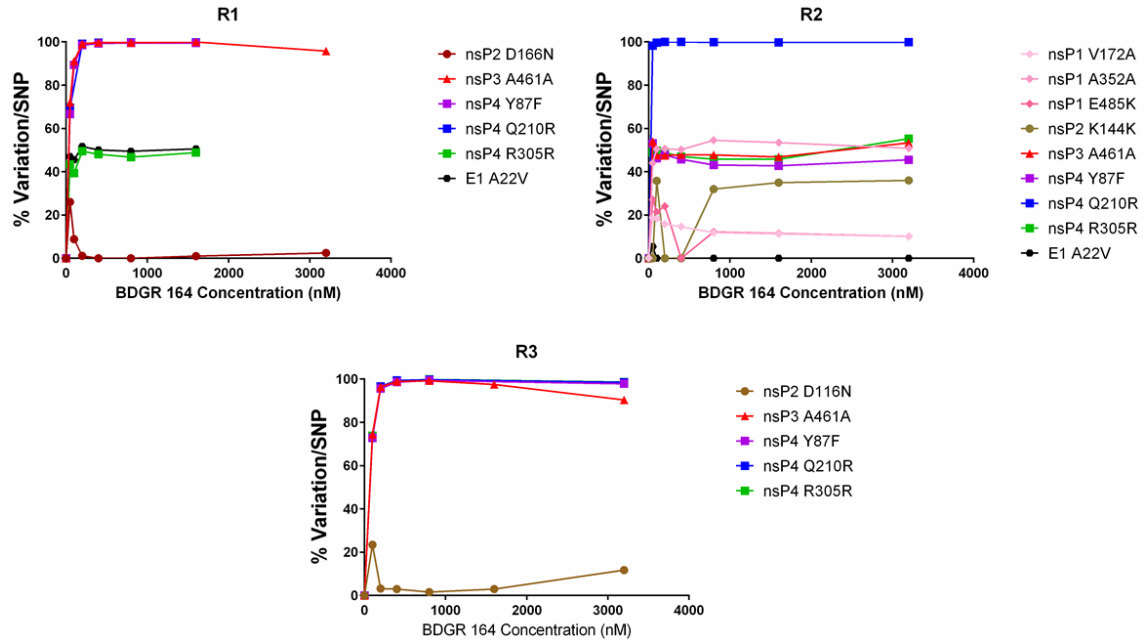 R1
% Variation/SNP
100
80
60
40
20
0
0 1000 2000 3000 4000
BDGR 164 Concentration (nM)
nsP2 D166N
nsP3 A461A
nsP4 Y87F
nsP4 Q210R
nsP4 R305R
E1 A22V
R2
% Variation/SNP
100
80
60
40
20
0
0 1000 2000 3000 4000
BDGR 164 Concentration (nM)
nsP1 V172A
nsP1 A352A
nsP1 E485K
nsP2 K144K
nsP3 A461A
nsP4 Y87F
nsP4 Q210R
nsP4 R305R
E1 A22V
R3
% Variation/SNP
100
80
60
40
20
0
0 1000 2000 3000 4000
BDGR 164 Concentration (nM)
nsP2 D116N
nsP3 A461A
nsP4 Y87F
nsP4 Q210R
nsP4 R305R